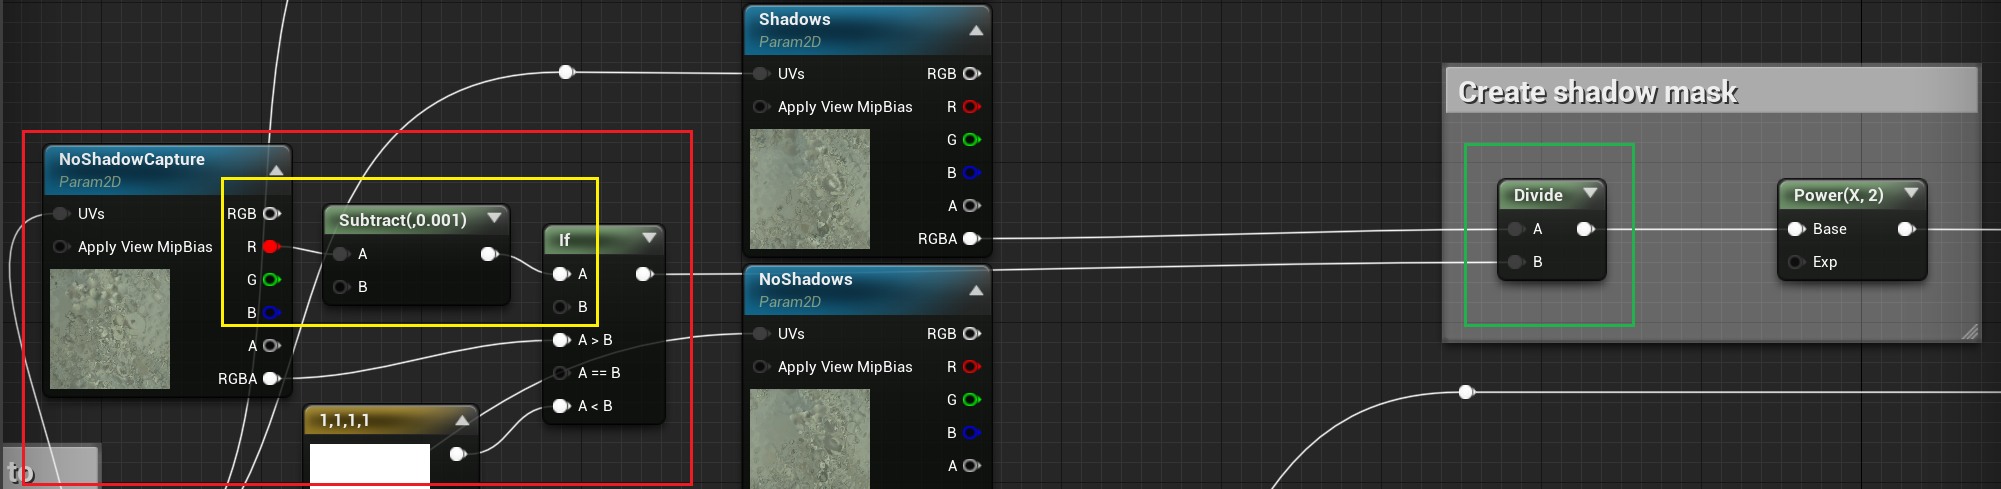 Shadows
Param2D
UVs RGB
Apply View MipBias R
G
B
A
RGBA
NoShadowCapture
Param2D
UVs RGB
Apply View MipBias R
G
B
A
RGBA
Subtract(,0.001)
A
B
If
A
B
A > B
A == B
A < B
1,1,1,1
to
NoShadows
Param2D
UVs RGB
Apply View MipBias R
G
B
A
Create shadow mask
Divide
A
B
Power(X, 2)
Base
Exp